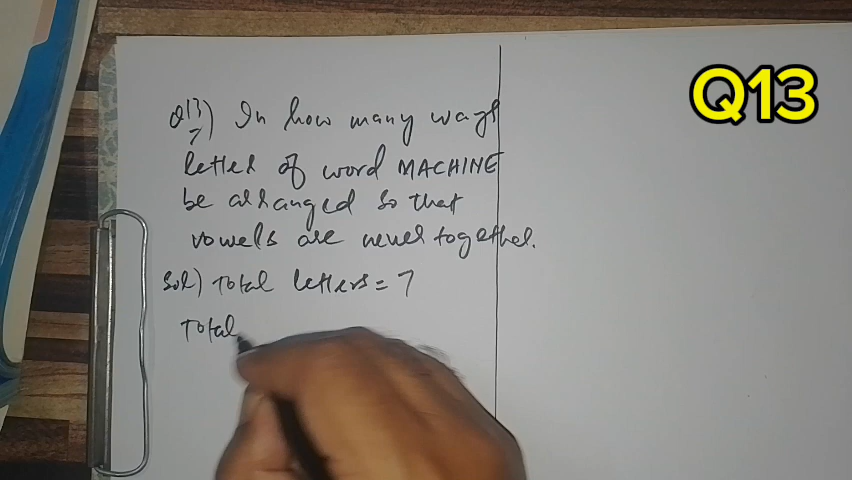 Q13) In how many ways
letter of word MACHINE
be arranged so that
vowels are never together.
Sol) Total letters = 7
Total
Q13